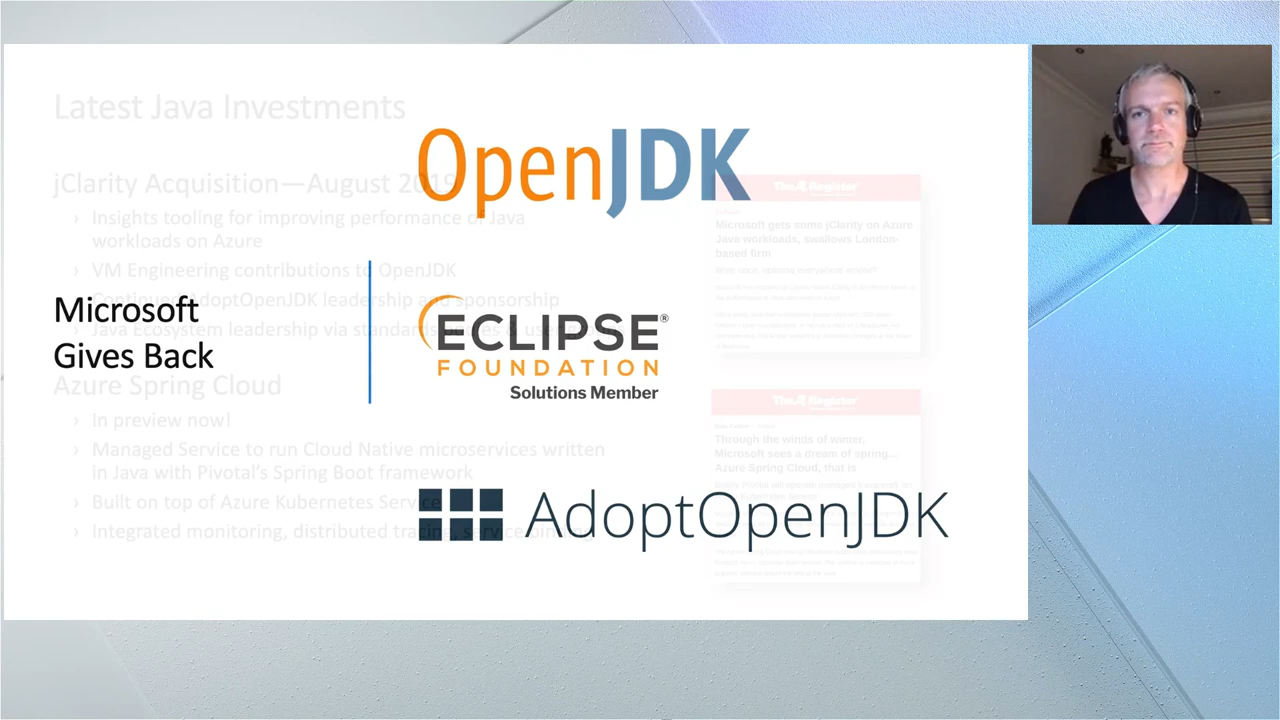 Latest Java Investments
OpenJDK
jClarity Acquisition—August 2019
› Insights tooling for improving performance of Java
workloads on Azure
› VM Engineering contributions to OpenJDK
› Continued AdoptOpenJDK leadership and sponsorship
› Java Ecosystem leadership via standards
Microsoft
Gives Back
ECLIPSE®
FOUNDATION
Solutions Member
Azure Spring Cloud
› In preview now!
› Managed Service to run Cloud Native microservices written
in Java with Pivotal's Spring Boot framework
› Built on top of Azure Kubernetes Service
› Integrated monitoring, distributed tracing, service
AdoptOpenJDK
The Register
Microsoft gets some jClarity on Azure
Java workloads, swallows London-
based firm
The Register
Through the winds of winter,
Microsoft sees a dream of spring...
Azure Spring Cloud, that is